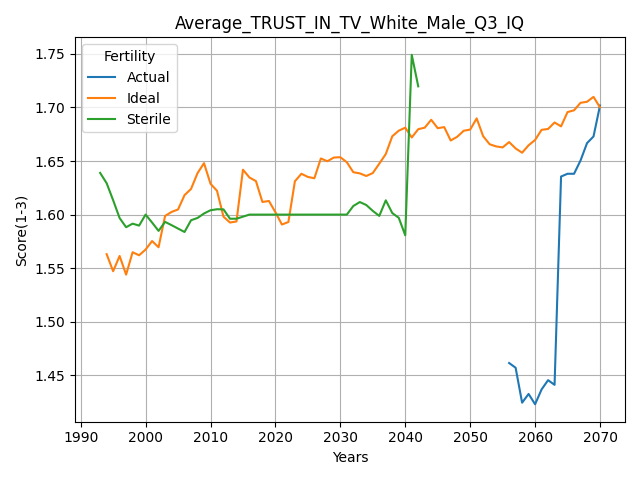 Average_TRUST_IN_TV_White_Male_Q3_IQ
Fertility
Actual
Ideal
Sterile
Score(1-3)
1.75
1.70
1.65
1.60
1.55
1.50
1.45
1990 2000 2010 2020 2030 2040 2050 2060 2070
Years